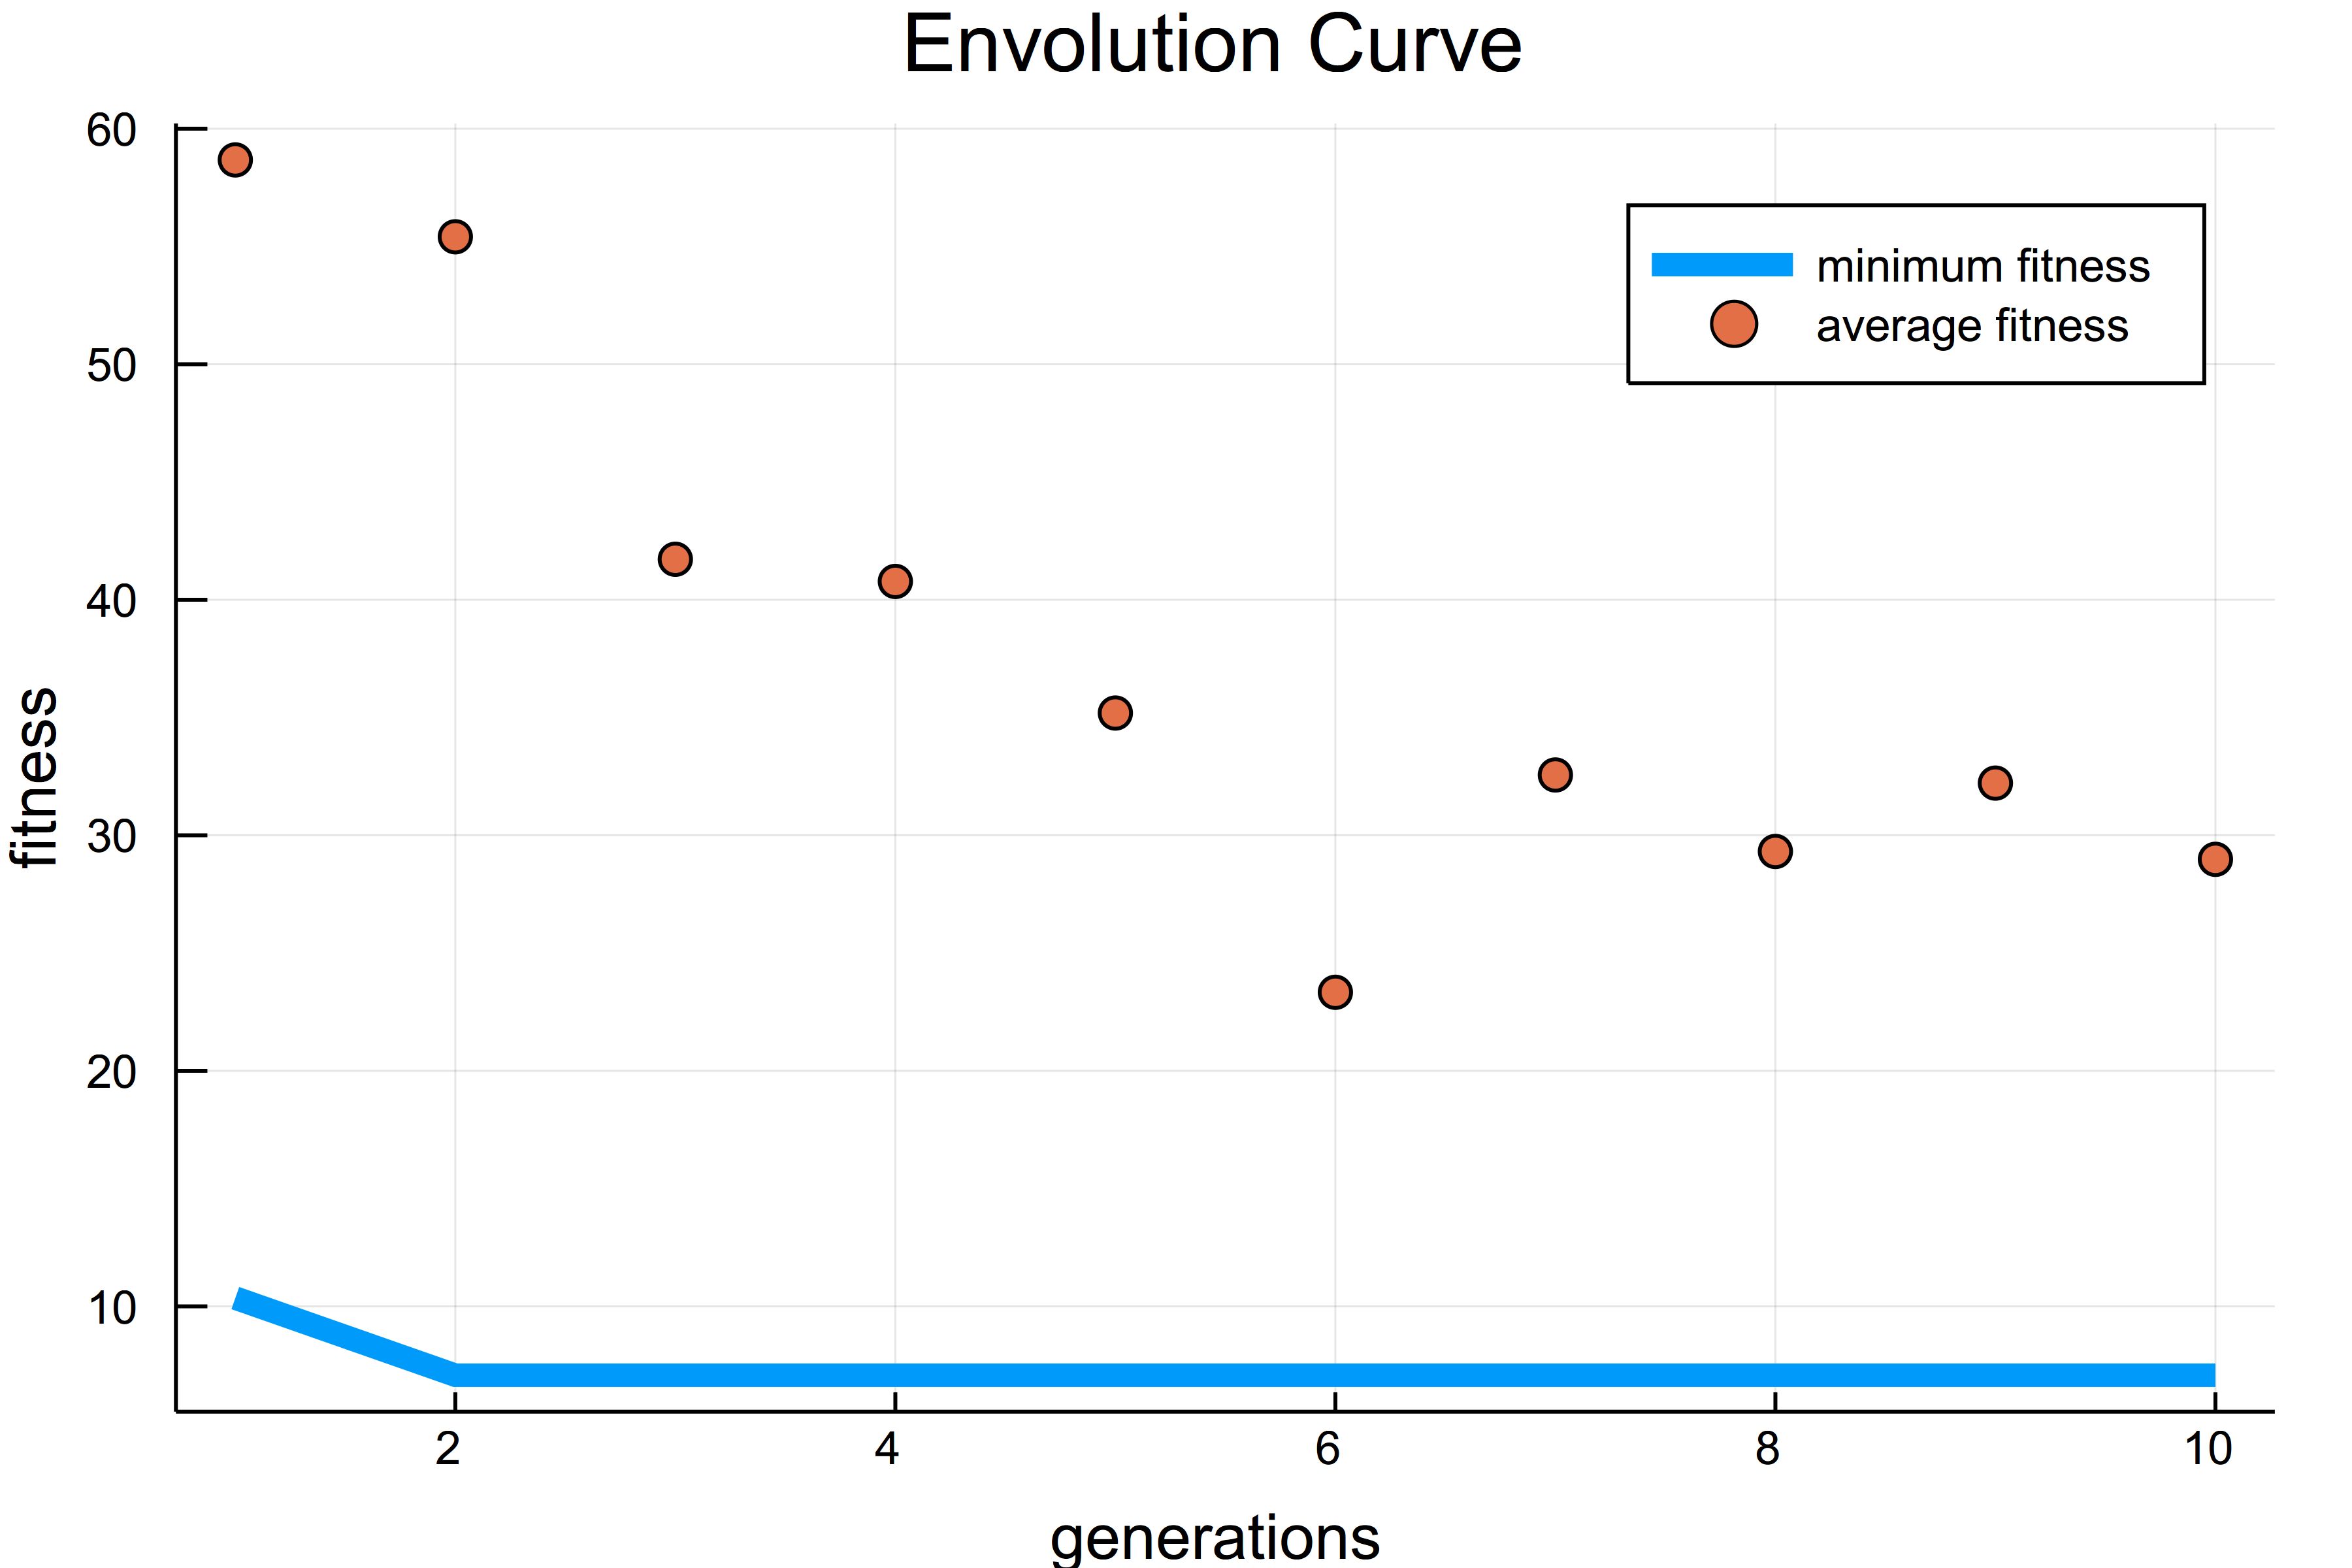 Envolution Curve
60
50
40
30
20
10
fitness
minimum fitness
average fitness
2 4 6 8 10
generations